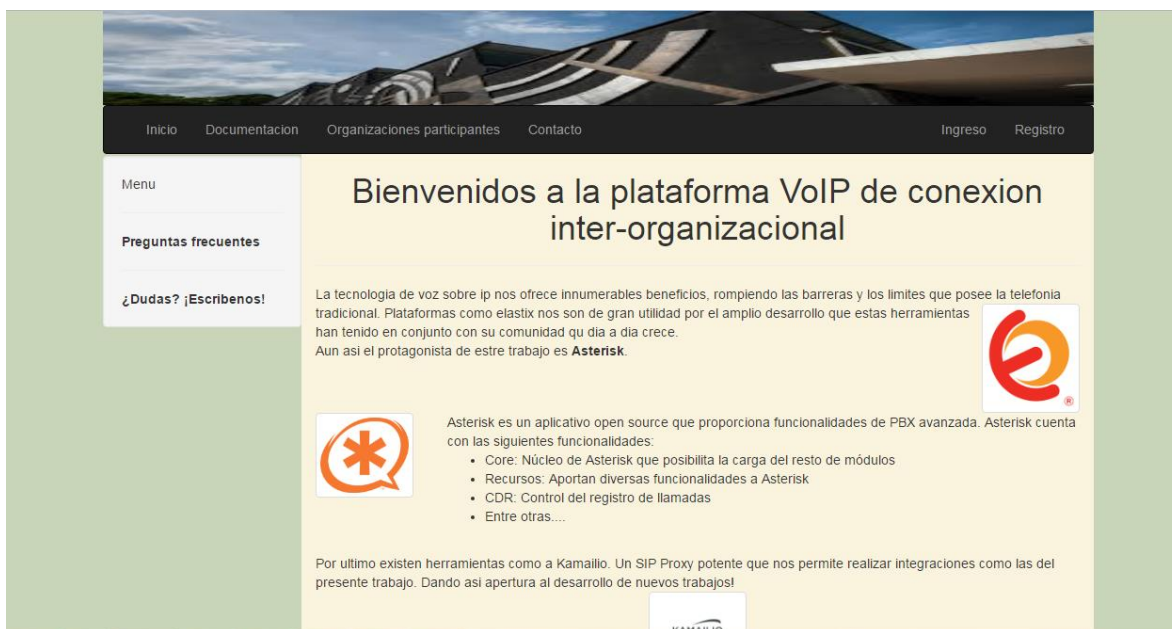 Inicio Documentacion Organizaciones participantes Contacto Ingreso Registro
Menu
Preguntas frecuentes
¿Dudas? ¡Escribenos!
Bienvenidos a la plataforma VoIP de conexion
inter-organizacional
La tecnologia de voz sobre ip nos ofrece innumerables beneficios, rompiendo las barreras y los limites que posee la telefonia
tradicional. Plataformas como elastix nos son de gran utilidad por el amplio desarrollo que estas herramientas
han tenido en conjunto con su comunidad qu dia a dia crece.
Aun asi el protagonista de estre trabajo es Asterisk.
®
Asterisk es un aplicativo open source que proporciona funcionalidades de PBX avanzada. Asterisk cuenta
con las siguientes funcionalidades:
• Core: Núcleo de Asterisk que posibilita la carga del resto de módulos
• Recursos: Aportan diversas funcionalidades a Asterisk
• CDR: Control del registro de llamadas
• Entre otras....
Por ultimo existen herramientas como a Kamailio. Un SIP Proxy potente que nos permite realizar integraciones como las del
presente trabajo. Dando asi apertura al desarrollo de nuevos trabajos!
KAMAILIO